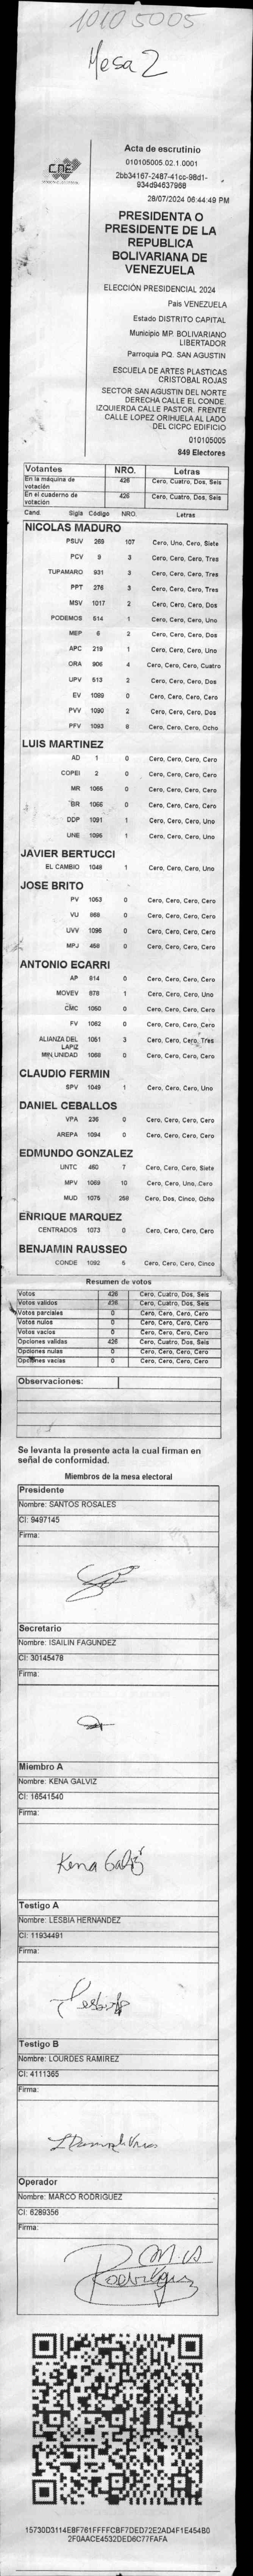 1010 5005
Mesa 2
CNE
Acta de escrutinio
010105005.02.1.0001
2bb34167-2487-41cc-98d1-
934d94637968
28/07/2024 06:44:49 PM
PRESIDENTA O
PRESIDENTE DE LA
REPUBLICA
BOLIVARIANA DE
VENEZUELA
ELECCIÓN PRESIDENCIAL 2024
Pais VENEZUELA
Estado DISTRITO CAPITAL
Municipio MP. BOLIVARIANO
LIBERTADOR
Parroquia PQ. SAN AGUSTIN
ESCUELA DE ARTES PLASTICAS
CRISTOBAL ROJAS
SECTOR SAN AGUSTIN DEL NORTE
DERECHA CALLE EL CONDE.
IZQUIERDA CALLE PASTOR. FRENTE
CALLE LOPEZ ORIHUELA AL LADO
DEL CICPC EDIFICIO
010105005
849 Electores
Votantes NRO. Letras
En la máquina de votación 426 Cero, Cuatro, Dos, Seis
En el cuaderno de votación 426 Cero, Cuatro, Dos, Seis
Cand. Sigla Código NRO. Letras
NICOLAS MADURO
PSUV 269 107 Cero, Uno, Cero, Siete
PCV 9 3 Cero, Cero, Cero, Tres
TUPAMARO 931 3 Cero, Cero, Cero, Tres
PPT 276 3 Cero, Cero, Cero, Tres
MSV 1017 2 Cero, Cero, Cero, Dos
PODEMOS 514 1 Cero, Cero, Cero, Uno
MEP 6 2 Cero, Cero, Cero, Dos
APC 219 1 Cero, Cero, Cero, Uno
ORA 906 4 Cero, Cero, Cero, Cuatro
UPV 513 2 Cero, Cero, Cero, Dos
EV 1089 0 Cero, Cero, Cero, Cero
PVV 1090 2 Cero, Cero, Cero, Dos
PFV 1093 8 Cero, Cero, Cero, Ocho
LUIS MARTINEZ
AD 1 0 Cero, Cero, Cero, Cero
COPEI 2 0 Cero, Cero, Cero, Cero
MR 1065 0 Cero, Cero, Cero, Cero
BR 1066 0 Cero, Cero, Cero, Cero
DDP 1091 1 Cero, Cero, Cero, Uno
UNE 1096 1 Cero, Cero, Cero, Uno
JAVIER BERTUCCI
EL CAMBIO 1048 1 Cero, Cero, Cero, Uno
JOSE BRITO
PV 1053 0 Cero, Cero, Cero, Cero
VU 868 0 Cero, Cero, Cero, Cero
UVV 1095 0 Cero, Cero, Cero, Cero
MPJ 458 0 Cero, Cero, Cero, Cero
ANTONIO ECARRI
AP 814 0 Cero, Cero, Cero, Cero
MOVEV 878 1 Cero, Cero, Cero, Uno
CMC 1050 0 Cero, Cero, Cero, Cero
FV 1062 0 Cero, Cero, Cero, Cero
ALIANZA DEL LAPIZ 1051 3 Cero, Cero, Cero, Tres
MIN.UNIDAD 1068 0 Cero, Cero, Cero, Cero
CLAUDIO FERMIN
SPV 1049 1 Cero, Cero, Cero, Uno
DANIEL CEBALLOS
VPA 236 0 Cero, Cero, Cero, Cero
AREPA 1094 0 Cero, Cero, Cero, Cero
EDMUNDO GONZALEZ
UNTC 460 7 Cero, Cero, Cero, Siete
MPV 1069 10 Cero, Cero, Uno, Cero
MUD 1075 258 Cero, Dos, Cinco, Ocho
ENRIQUE MARQUEZ
CENTRADOS 1073 0 Cero, Cero, Cero, Cero
BENJAMIN RAUSSEO
CONDE 1092 5 Cero, Cero, Cero, Cinco
Resumen de votos
Votos 426 Cero, Cuatro, Dos, Seis
Votos validos 426 Cero, Cuatro, Dos, Seis
Votos parciales 0 Cero, Cero, Cero, Cero
Votos nulos 0 Cero, Cero, Cero, Cero
Votos vacios 0 Cero, Cero, Cero, Cero
Opciones validas 426 Cero, Cuatro, Dos, Seis
Opciones nulas 0 Cero, Cero, Cero, Cero
Opciones vacias 0 Cero, Cero, Cero, Cero
Observaciones:
Se levanta la presente acta la cual firman en
señal de conformidad.
Miembros de la mesa electoral
Presidente
Nombre: SANTOS ROSALES
CI: 9497145
Firma:
Secretario
Nombre: ISAILIN FAGUNDEZ
CI: 30145478
Firma:
Miembro A
Nombre: KENA GALVIZ
CI: 16541540
Firma:
Kena Galviz
Testigo A
Nombre: LESBIA HERNANDEZ
CI: 11934491
Firma:
Testigo B
Nombre: LOURDES RAMIREZ
CI: 4111365
Firma:
Operador
Nombre: MARCO RODRIGUEZ
CI: 6289356
Firma:
Rodriguez
15730D3114E8F761FFFFCBF7DED72E2AD4F1E454B0
2F0AACE4532DED6C77FAFA